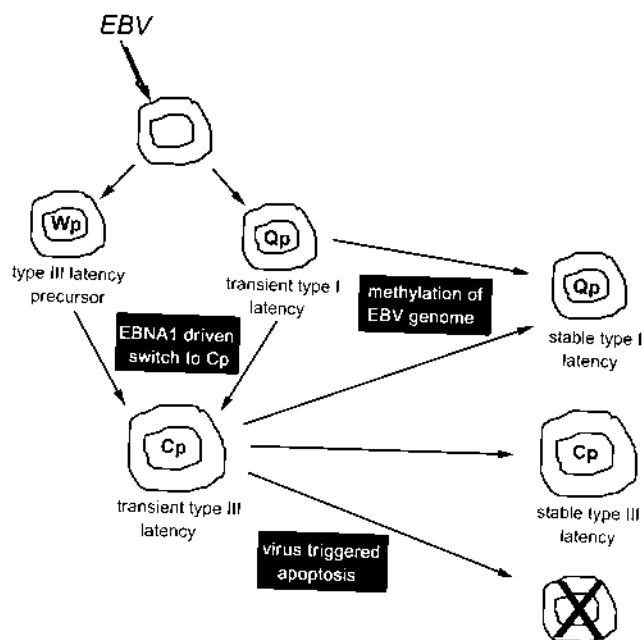 EBV
Wp
type III latency
precursor
Qp
transient type I
latency
methylation of
EBV genome
Qp
stable type I
latency
EBNA1 driven
switch to Cp
Cp
transient type III
latency
Cp
stable type III
latency
virus triggered
apoptosis